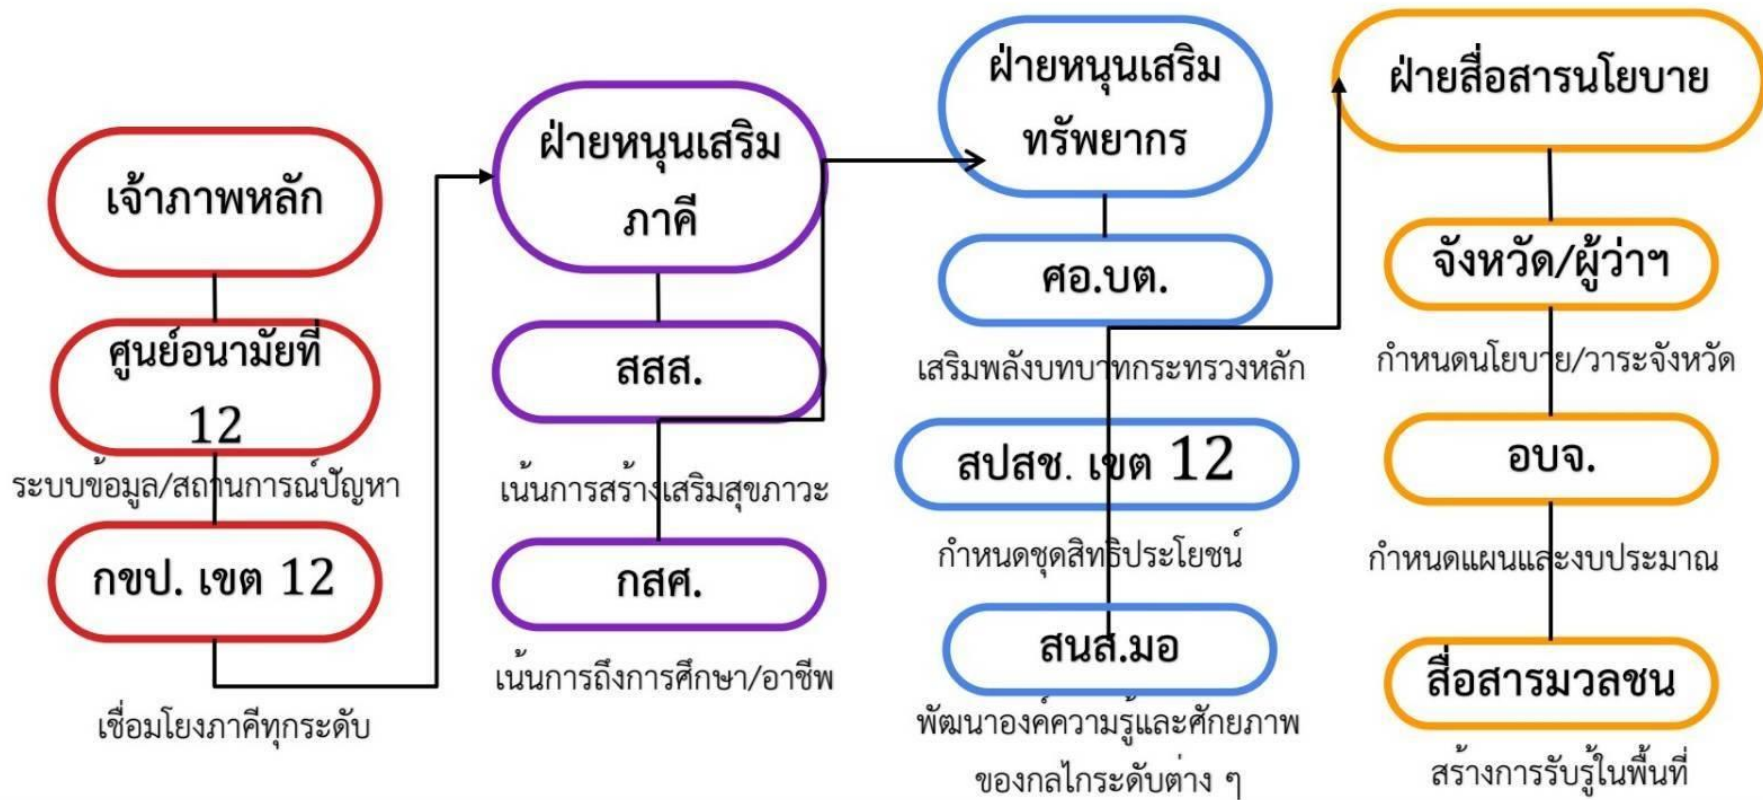 เจ้าภาพหลัก
ศูนย์อนามัยที่
12
ระบบข้อมูล/สถานการณ์ปัญหา
กขป. เขต 12
เชื่อมโยงภาคีทุกระดับ
ฝ่ายหนุนเสริม
ภาคี
สสส.
เน้นการสร้างเสริมสุขภาวะ
กสศ.
เน้นการถึงการศึกษา/อาชีพ
ฝ่ายหนุนเสริม
ทรัพยากร
ศอ.บต.
เสริมพลังบทบาทกระทรวงหลัก
สปสช. เขต 12
กำหนดชุดสิทธิประโยชน์
สนส.มอ
พัฒนาองค์ความรู้และศักยภาพ
ของกลไกระดับต่าง ๆ
ฝ่ายสื่อสารนโยบาย
จังหวัด/ผู้ว่าฯ
กำหนดนโยบาย/วาระจังหวัด
อบจ.
กำหนดแผนและงบประมาณ
สื่อสารมวลชน
สร้างการรับรู้ในพื้นที่